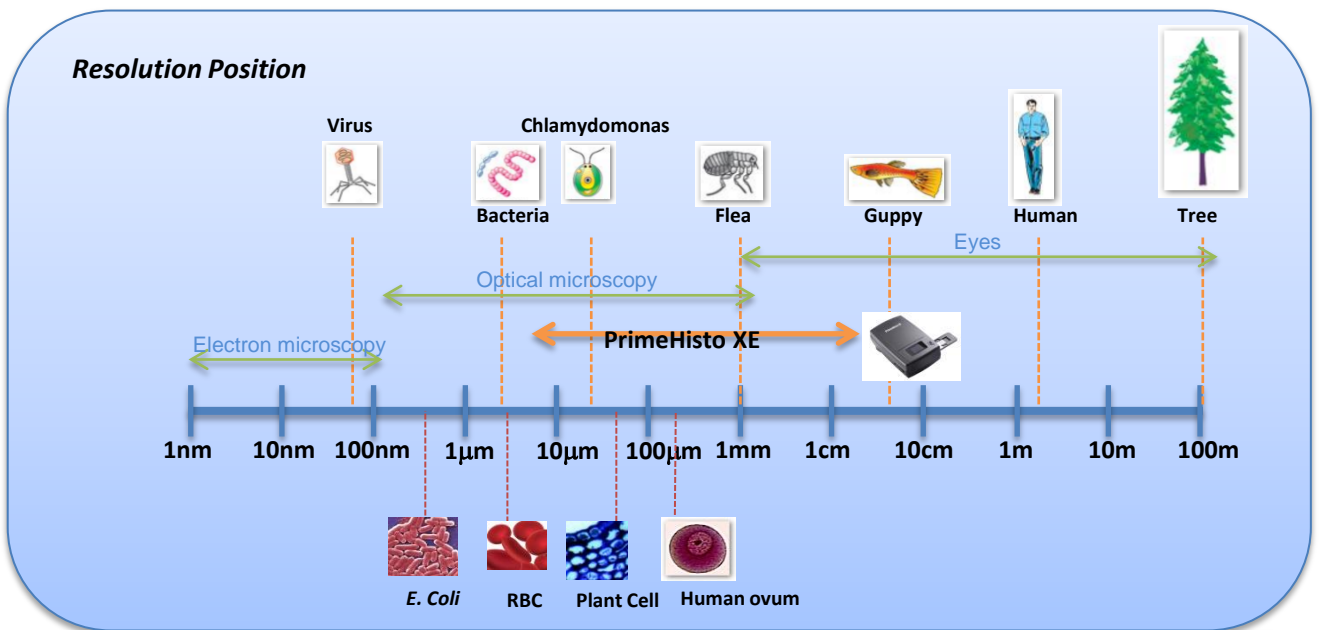 Resolution Position
Virus
Chlamydomonas
Bacteria
Flea
Guppy
Human
Tree
Eyes
Optical microscopy
PrimeHisto XE
Electron microscopy
1nm 10nm 100nm 1μm 10μm 100μm 1mm 1cm 10cm 1m 10m 100m
E. Coli RBC Plant Cell Human ovum